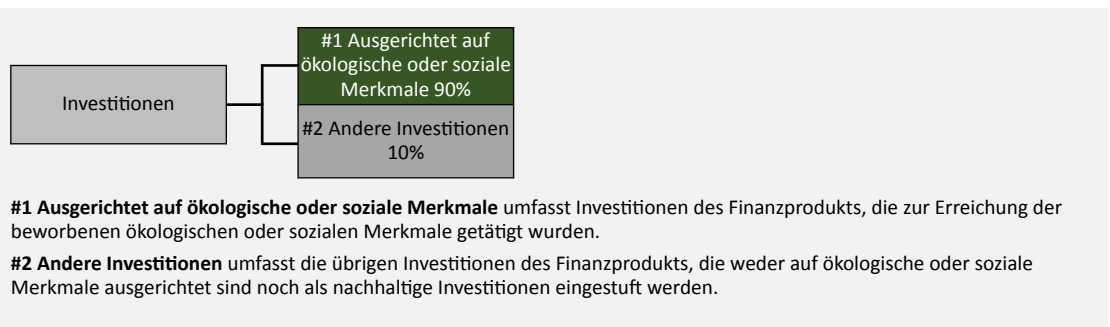 #1 Ausgerichtet auf
ökologische oder soziale
Merkmale 90%
Investitionen
#2 Andere Investitionen
10%
#1 Ausgerichtet auf ökologische oder soziale Merkmale umfasst Investitionen des Finanzprodukts, die zur Erreichung der
beworbenen ökologischen oder sozialen Merkmale getätigt wurden.
#2 Andere Investitionen umfasst die übrigen Investitionen des Finanzprodukts, die weder auf ökologische oder soziale
Merkmale ausgerichtet sind noch als nachhaltige Investitionen eingestuft werden.